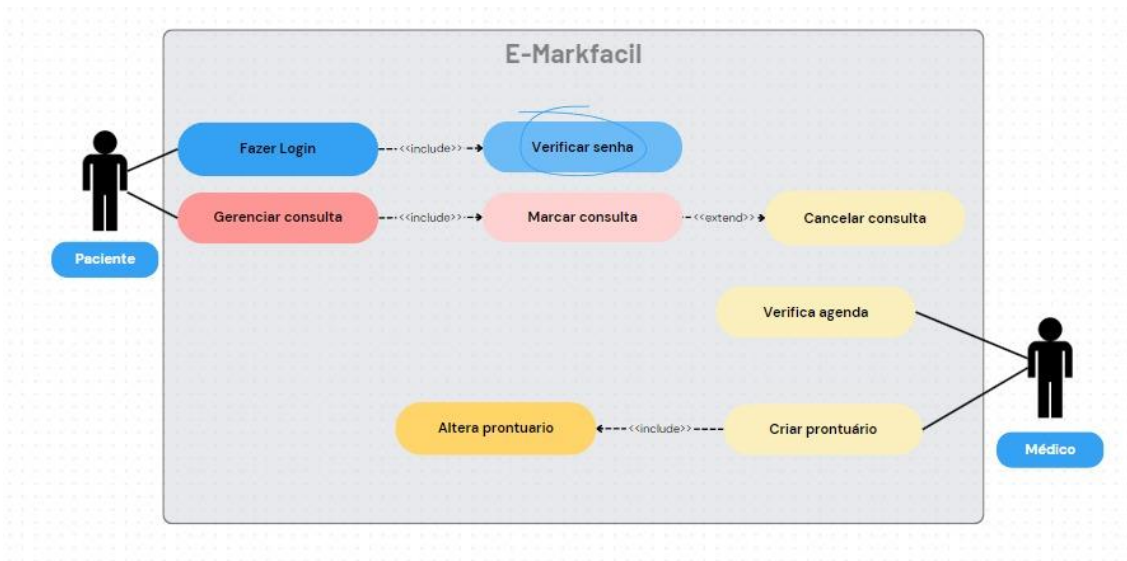 E-Markfacil
Fazer Login
<<include>>
Verificar senha
Gerenciar consulta
<<include>>
Marcar consulta
<<extend>>
Cancelar consulta
Paciente
Verifica agenda
Altera prontuario
<<include>>
Criar prontuário
Médico